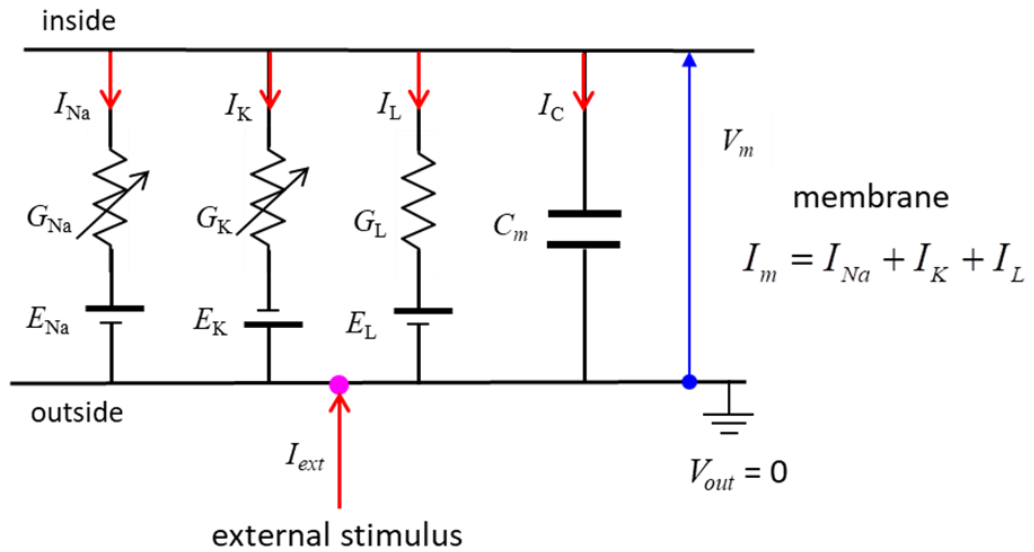 inside
I_Na
I_K
I_L
I_C
V_m
G_Na
G_K
G_L
C_m
membrane
I_m = I_Na + I_K + I_L
E_Na
E_K
E_L
outside
I_ext
V_out = 0
external stimulus